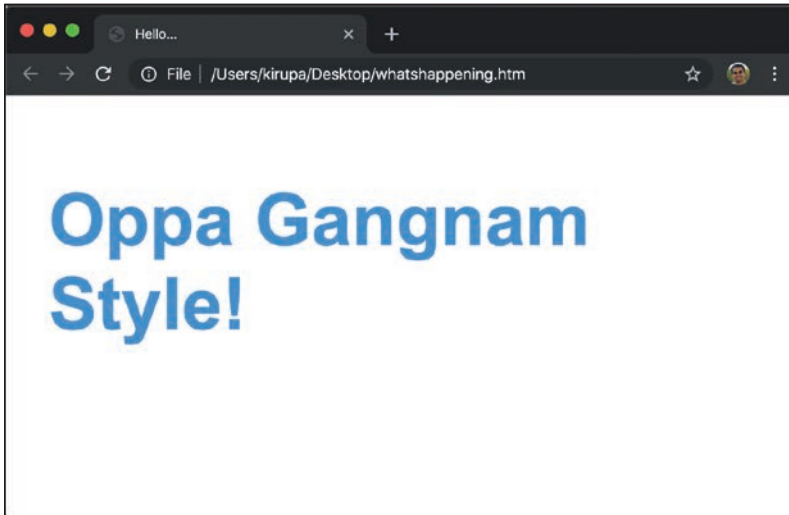 Hello...
File | /Users/kirupa/Desktop/whatshappening.htm
Oppa Gangnam
Style!